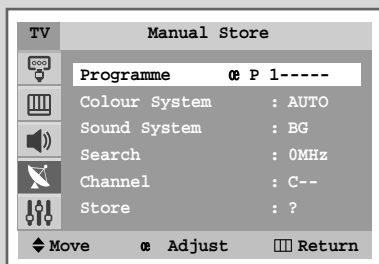 TV Manual Store
Programme œ P 1-----
Colour System : AUTO
Sound System : BG
Search : 0MHz
Channel : C--
Store : ?
Move œ Adjust Return